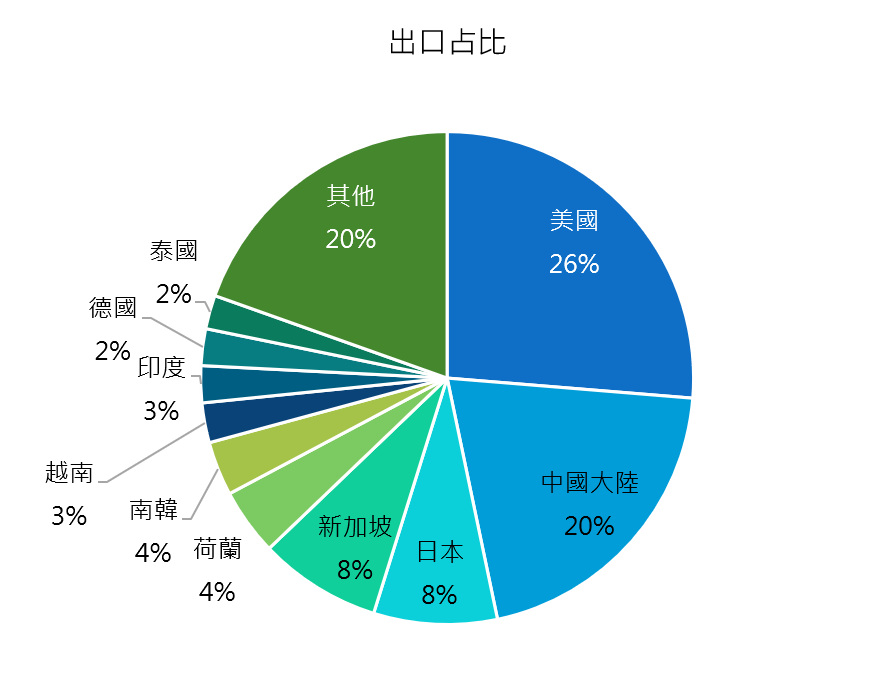 出口占比
美國
26%
中國大陸
20%
日本
8%
新加坡
8%
荷蘭
4%
南韓
4%
越南
3%
印度
3%
德國
2%
泰國
2%
其他
20%